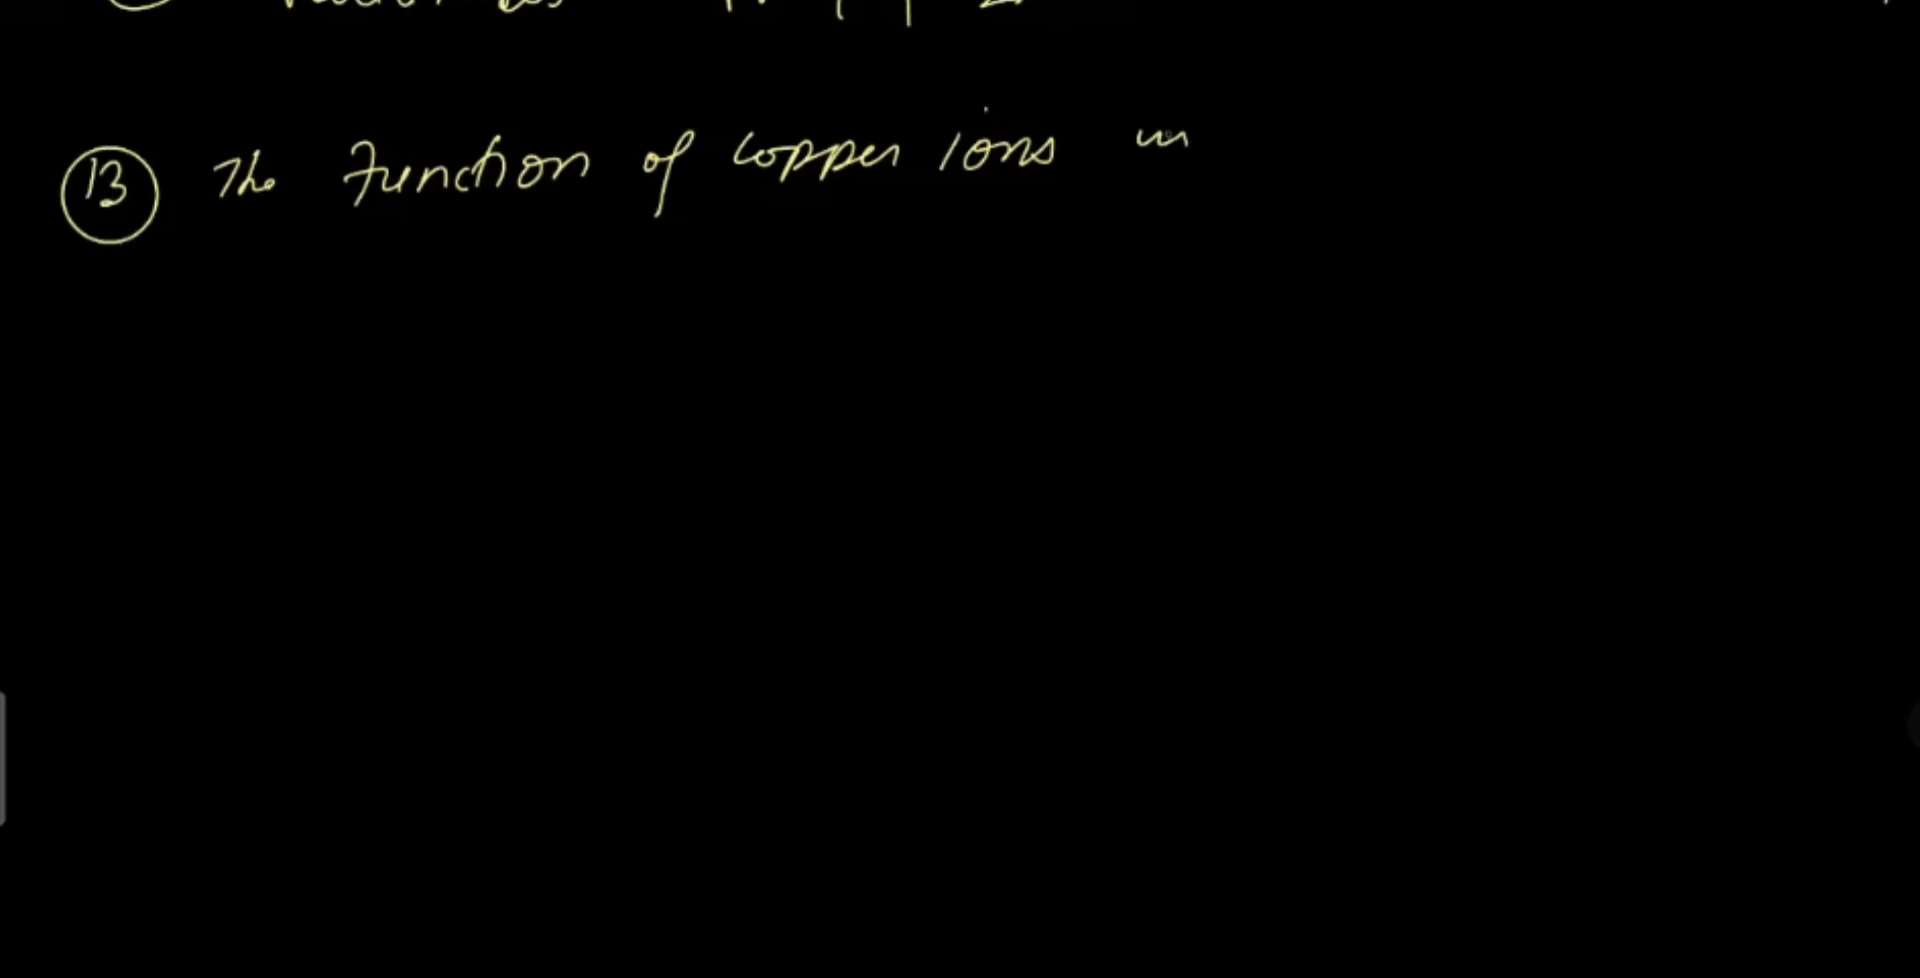 13 The function of copper ions in